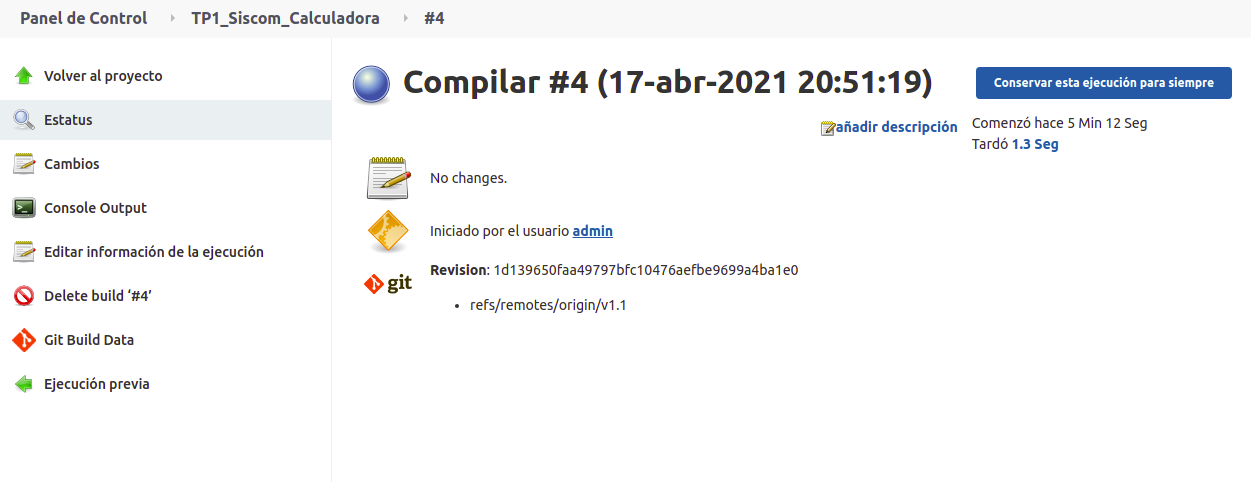 Panel de Control TP1_Siscom_Calculadora #4
Volver al proyecto
Estatus
Cambios
Console Output
Editar información de la ejecución
Delete build ‘#4’
Git Build Data
Ejecución previa
Compilar #4 (17-abr-2021 20:51:19)
Conservar esta ejecución para siempre
añadir descripción
Comenzó hace 5 Min 12 Seg
Tardó 1.3 Seg
No changes.
Iniciado por el usuario admin
git
Revision: 1d139650faa49797bfc10476aefbe9699a4ba1e0
• refs/remotes/origin/v1.1